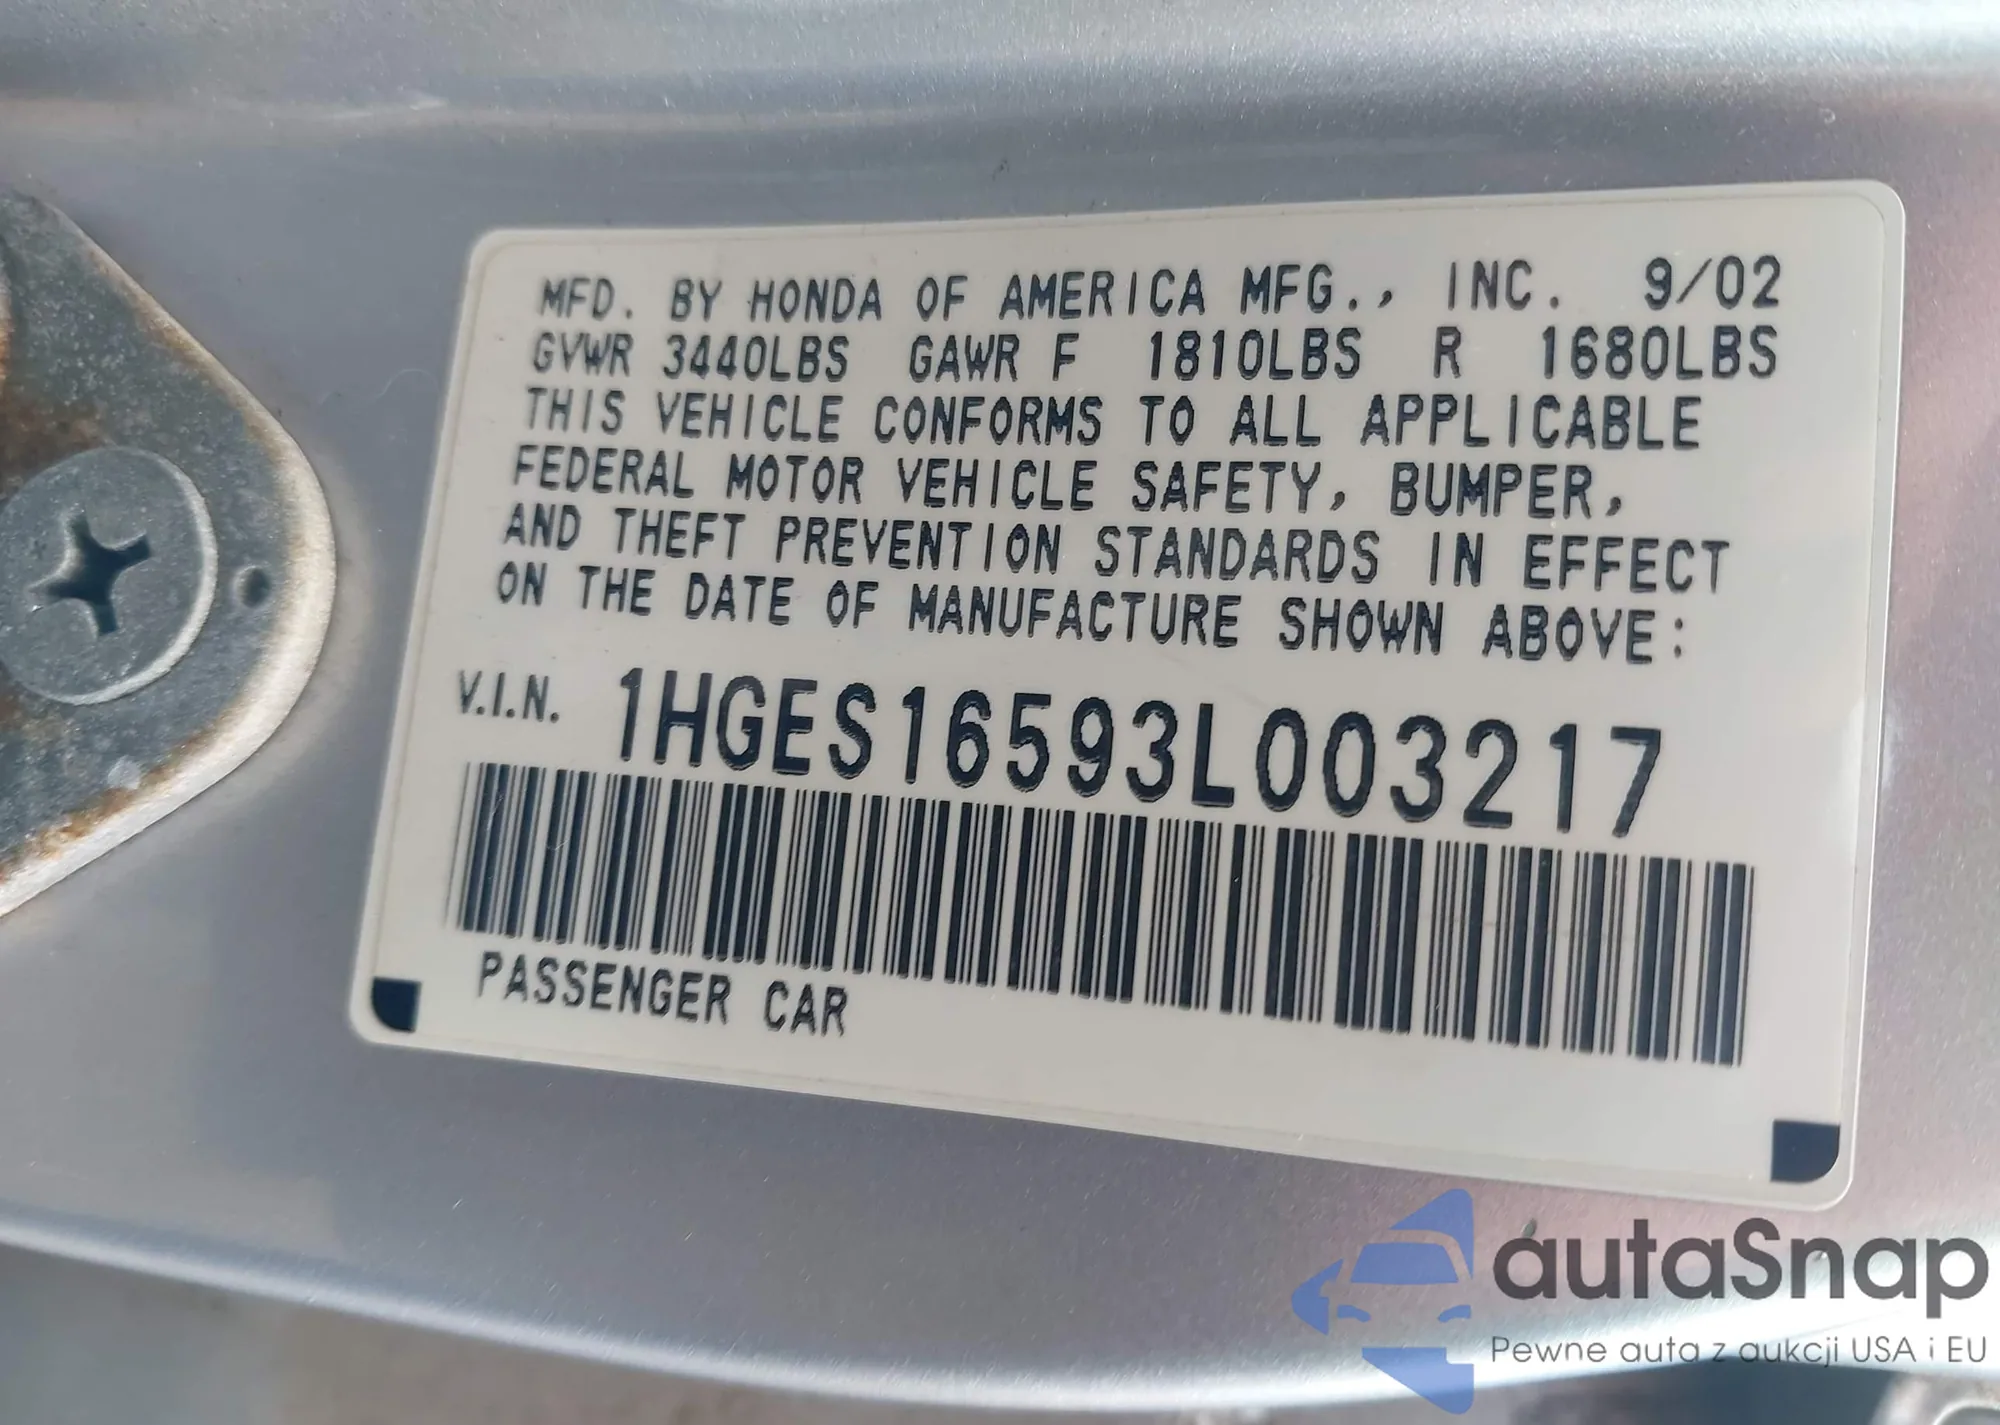 MFD. BY HONDA OF AMERICA MFG., INC. 9/02
GVWR 3440LBS GAWR F 1810LBS R 1680LBS
THIS VEHICLE CONFORMS TO ALL APPLICABLE
FEDERAL MOTOR VEHICLE SAFETY, BUMPER,
AND THEFT PREVENTION STANDARDS IN EFFECT
ON THE DATE OF MANUFACTURE SHOWN ABOVE:
V.I.N. 1HGES16593L003217
PASSENGER CAR
autaSnap
Pewne auta z aukcji USA i EU